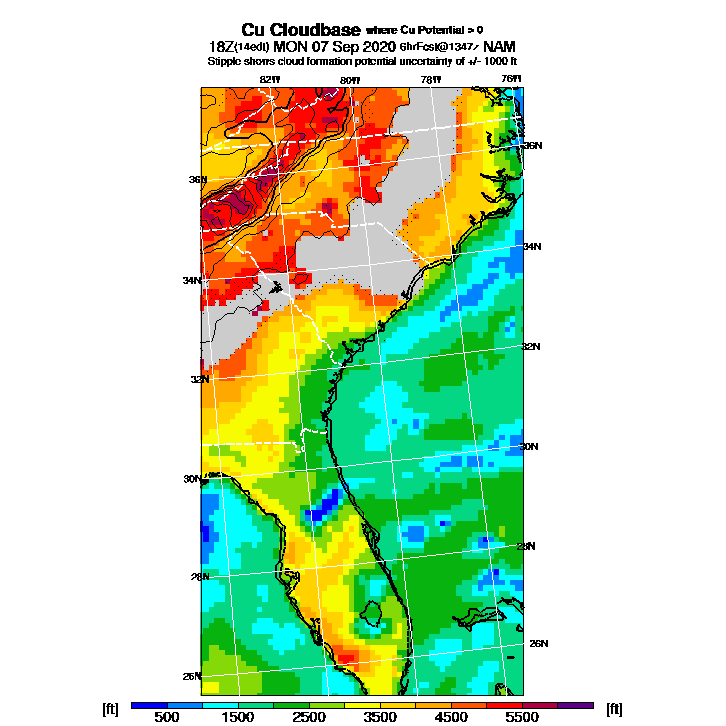 Cu Cloudbase where Cu Potential > 0
18Z (14edt) MON 07 Sep 2020 6hrFcst@1347z NAM
Stipple shows cloud formation potential uncertainty of +/- 1000 ft
82W 80W 78W 76W
36N
36N
34N
34N
32N
32N
30N
30N
28N
28N
26N
26N
[ft] 500 1500 2500 3500 4500 5500 [ft]